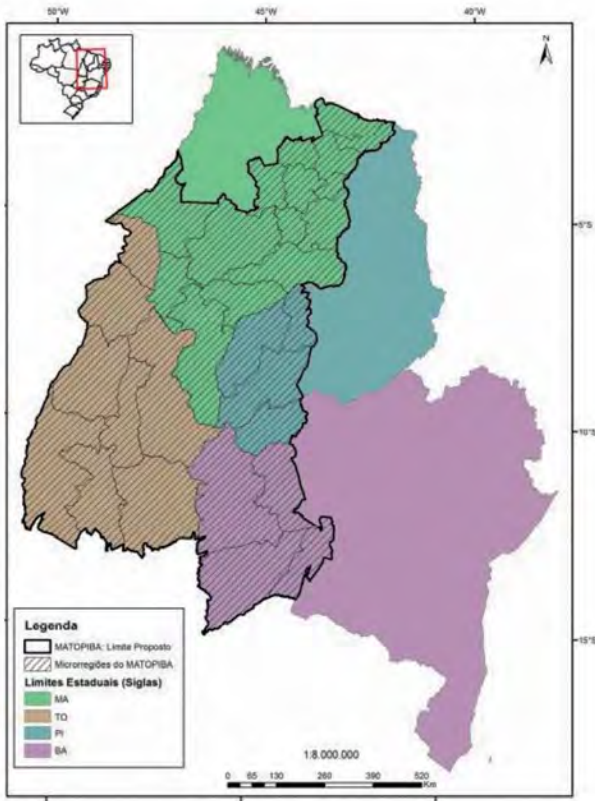 50°W
45°W
40°W
N
5°S
10°S
15°S
Legenda
MATOPIBA: Limite Proposto
Microrregiões do MATOPIBA
Limites Estaduais (Siglas)
MA
TO
PI
BA
1:8.000.000
0 65 130 260 390 520
Km